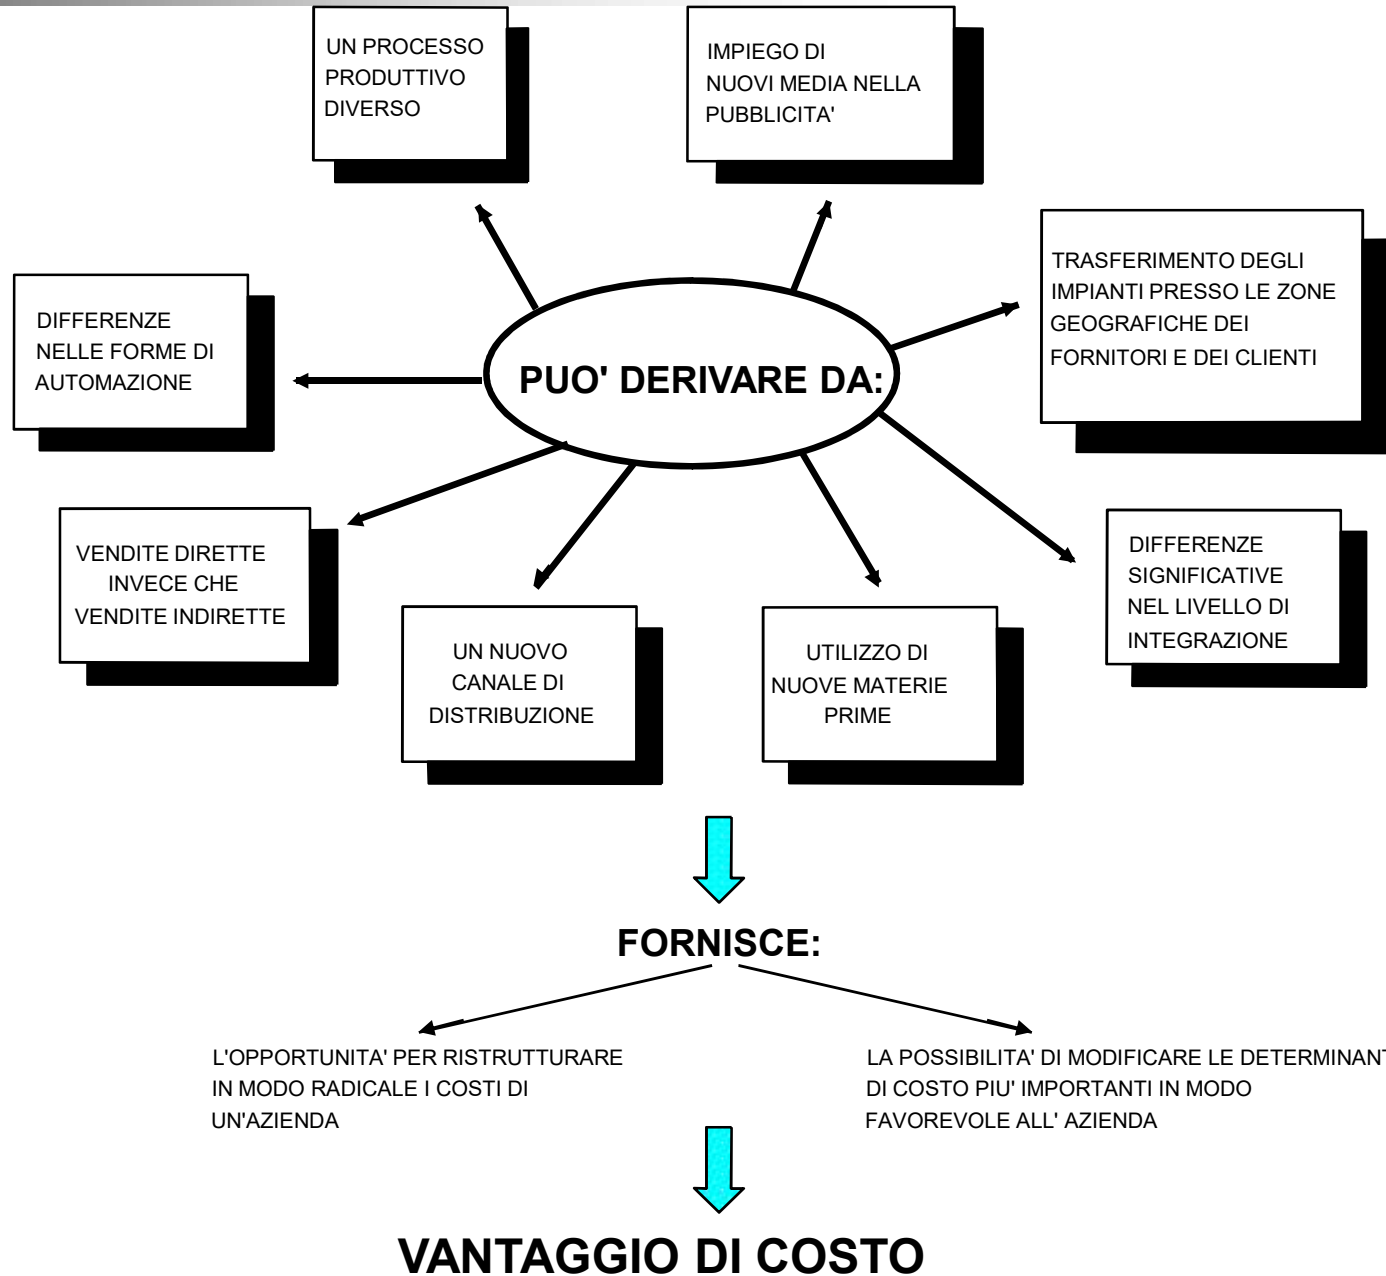 UN PROCESSO
PRODUTTIVO
DIVERSO
IMPIEGO DI
NUOVI MEDIA NELLA
PUBBLICITA'
TRASFERIMENTO DEGLI
IMPIANTI PRESSO LE ZONE
GEOGRAFICHE DEI
FORNITORI E DEI CLIENTI
DIFFERENZE
NELLE FORME DI
AUTOMAZIONE
PUO' DERIVARE DA:
VENDITE DIRETTE
INVECE CHE
VENDITE INDIRETTE
DIFFERENZE
SIGNIFICATIVE
NEL LIVELLO DI
INTEGRAZIONE
UN NUOVO
CANALE DI
DISTRIBUZIONE
UTILIZZO DI
NUOVE MATERIE
PRIME
FORNISCE:
L'OPPORTUNITA' PER RISTRUTTURARE
IN MODO RADICALE I COSTI DI
UN'AZIENDA
LA POSSIBILITA' DI MODIFICARE LE DETERMINANT
DI COSTO PIU' IMPORTANTI IN MODO
FAVOREVOLE ALL' AZIENDA
VANTAGGIO DI COSTO